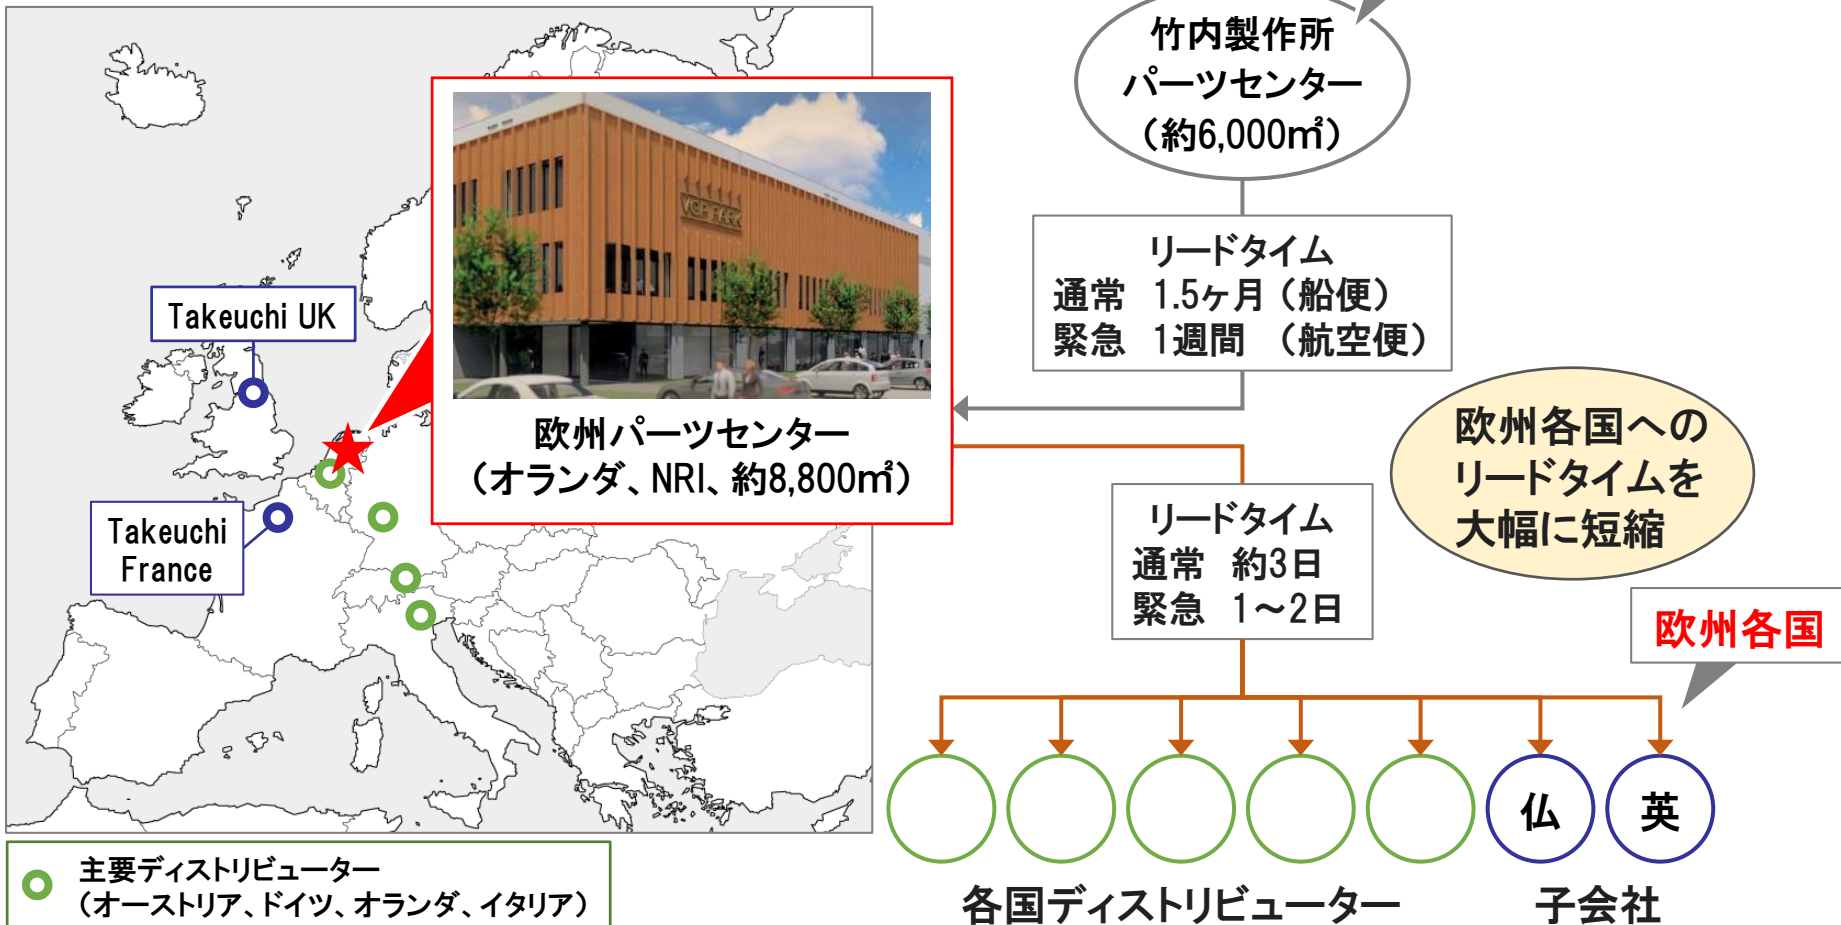 竹内製作所
パーツセンター
（約6,000㎡）
リードタイム
通常 1.5ヶ月（船便）
緊急 1週間 （航空便）
Takeuchi UK
VGP PARK
欧州パーツセンター
（オランダ、NRI、約8,800㎡）
Takeuchi
France
欧州各国への
リードタイムを
大幅に短縮
リードタイム
通常 約3日
緊急 1～2日
欧州各国
仏
英
各国ディストリビューター
子会社
主要ディストリビューター
（オーストリア、ドイツ、オランダ、イタリア）